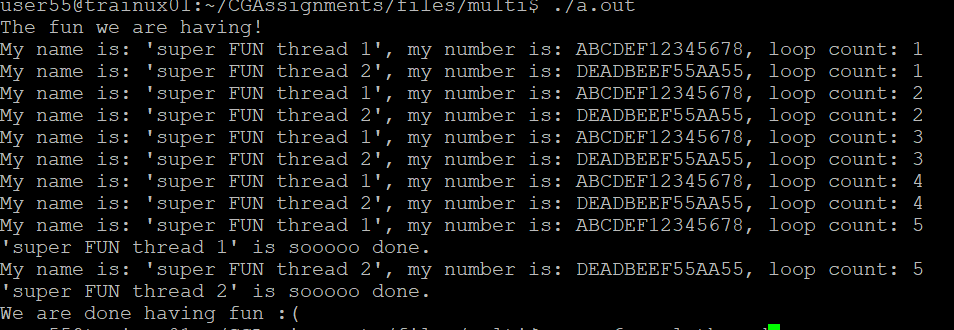 user55@trainux01:~/CGAssignments/files/multi$ ./a.out
The fun we are having!
My name is: 'super FUN thread 1', my number is: ABCDEF12345678, loop count: 1
My name is: 'super FUN thread 2', my number is: DEADBEEF55AA55, loop count: 1
My name is: 'super FUN thread 1', my number is: ABCDEF12345678, loop count: 2
My name is: 'super FUN thread 2', my number is: DEADBEEF55AA55, loop count: 2
My name is: 'super FUN thread 1', my number is: ABCDEF12345678, loop count: 3
My name is: 'super FUN thread 2', my number is: DEADBEEF55AA55, loop count: 3
My name is: 'super FUN thread 1', my number is: ABCDEF12345678, loop count: 4
My name is: 'super FUN thread 2', my number is: DEADBEEF55AA55, loop count: 4
My name is: 'super FUN thread 1', my number is: ABCDEF12345678, loop count: 5
'super FUN thread 1' is sooooo done.
My name is: 'super FUN thread 2', my number is: DEADBEEF55AA55, loop count: 5
'super FUN thread 2' is sooooo done.
We are done having fun :(